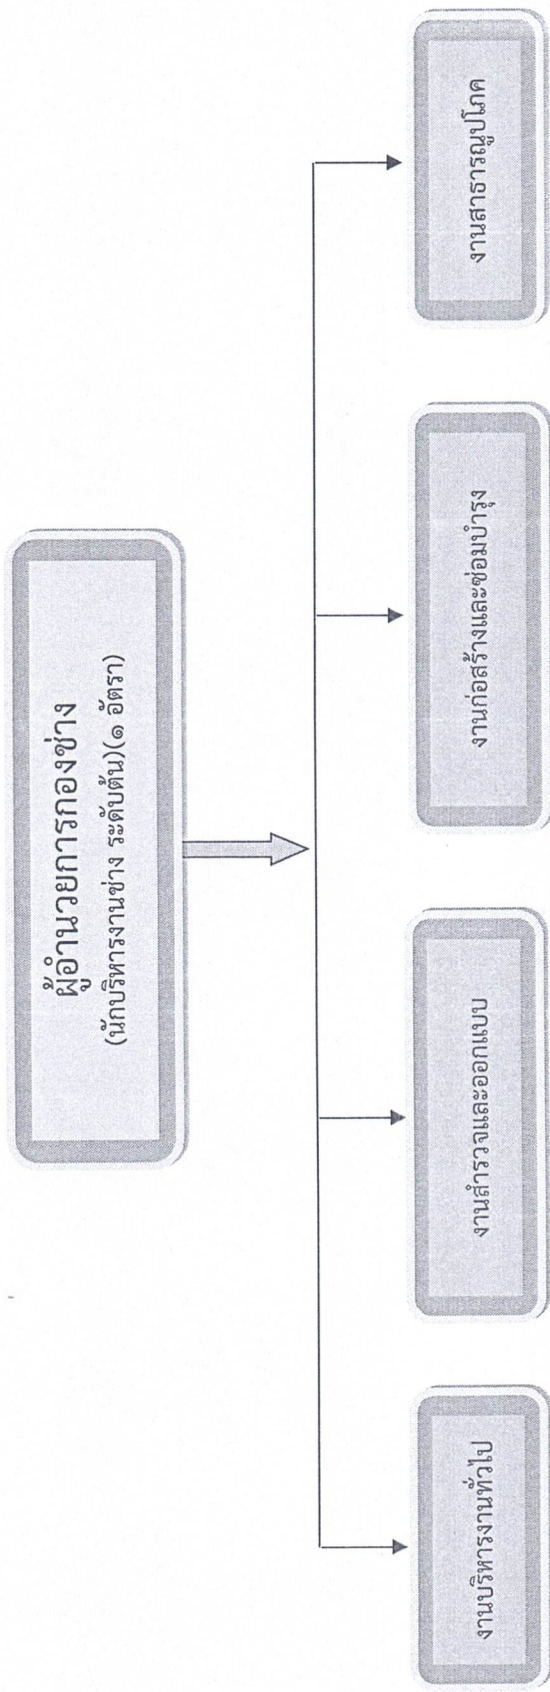 ผู้อำนวยการกองช่าง
(นักบริหารงานช่าง ระดับต้น)(๑ อัตรา)
งานบริหารงานทั่วไป
งานสำรวจและออกแบบ
งานก่อสร้างและซ่อมบำรุง
งานสาธารณูปโภค